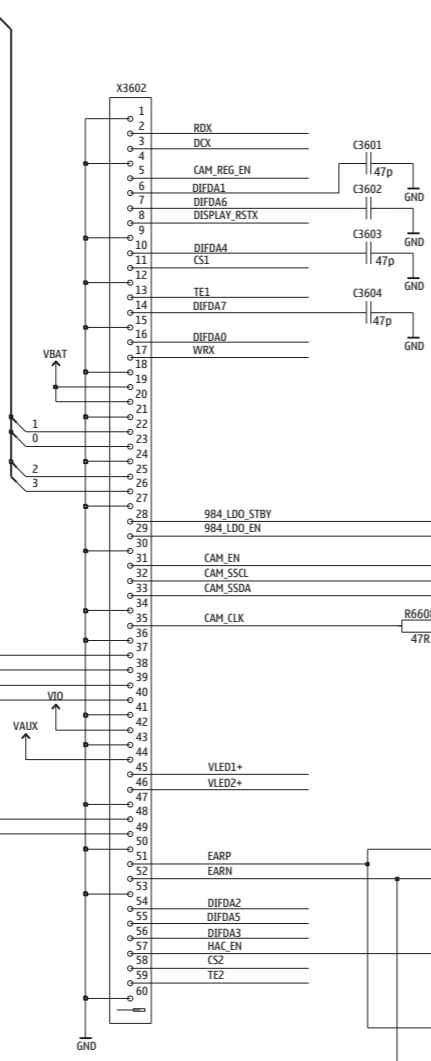 X3602
1
2 RDX
3 DCX
4
5 CAM_REG_EN
6 DIFDA1
7 DIFDA6
8 DISPLAY_RSTX
9
10 DIFDA4
11 CS1
12
13 TE1
14 DIFDA7
15
16 DIFDA0
17 WRX
18
19
20
21
22
23
24
25
26
27
28 984_LDO_STBY
29 984_LDO_EN
30
31 CAM_EN
32 CAM_SSCL
33 CAM_SSDA
34
35 CAM_CLK
36
37
38
39
40
41
42
43
44
45 VLED1+
46 VLED2+
47
48
49
50
51 EARP
52 EARN
53
54 DIFDA2
55 DIFDA5
56 DIFDA3
57 HAC_EN
58 CS2
59 TE2
60
C3601
47p
GND
C3602
GND
C3603
47p
GND
C3604
47p
GND
VBAT
1
0
2
3
R6608
47R
VIO
VAUX
GND